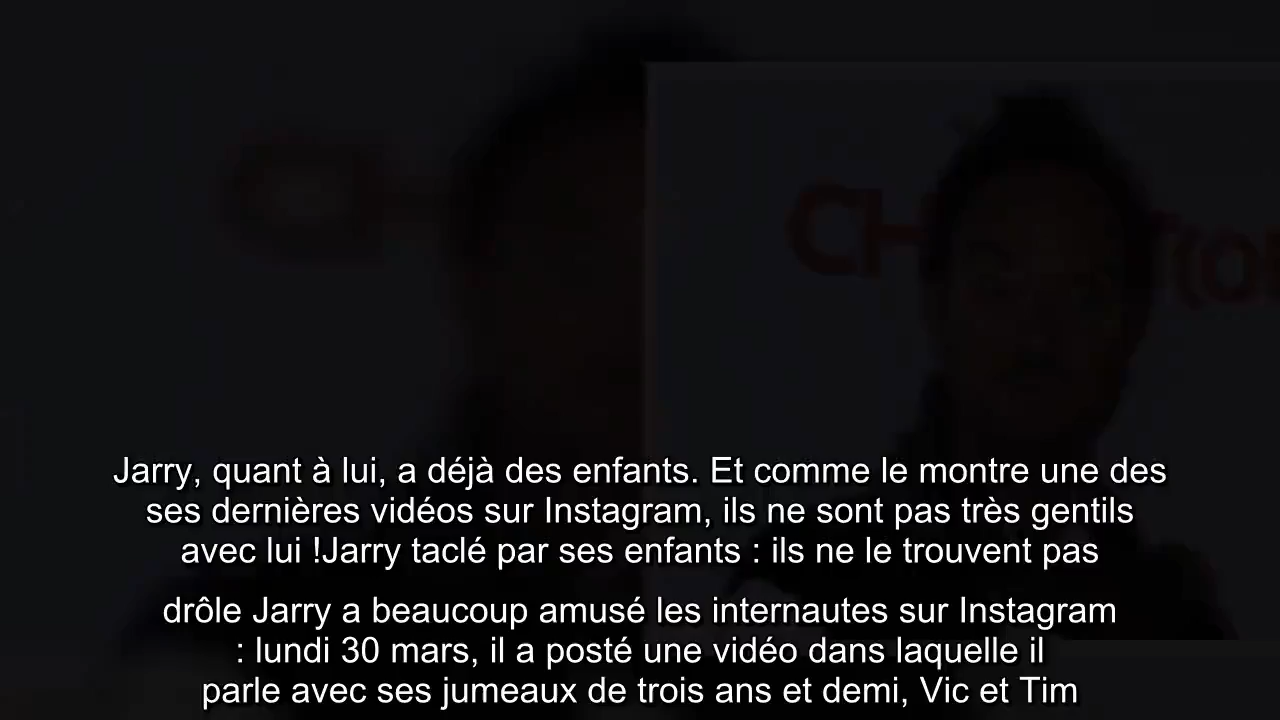 CH
Jarry, quant à lui, a déjà des enfants. Et comme le montre une des
ses dernières vidéos sur Instagram, ils ne sont pas très gentils
avec lui !Jarry taclé par ses enfants : ils ne le trouvent pas
drôle Jarry a beaucoup amusé les internautes sur Instagram
: lundi 30 mars, il a posté une vidéo dans laquelle il
parle avec ses jumeaux de trois ans et demi, Vic et Tim